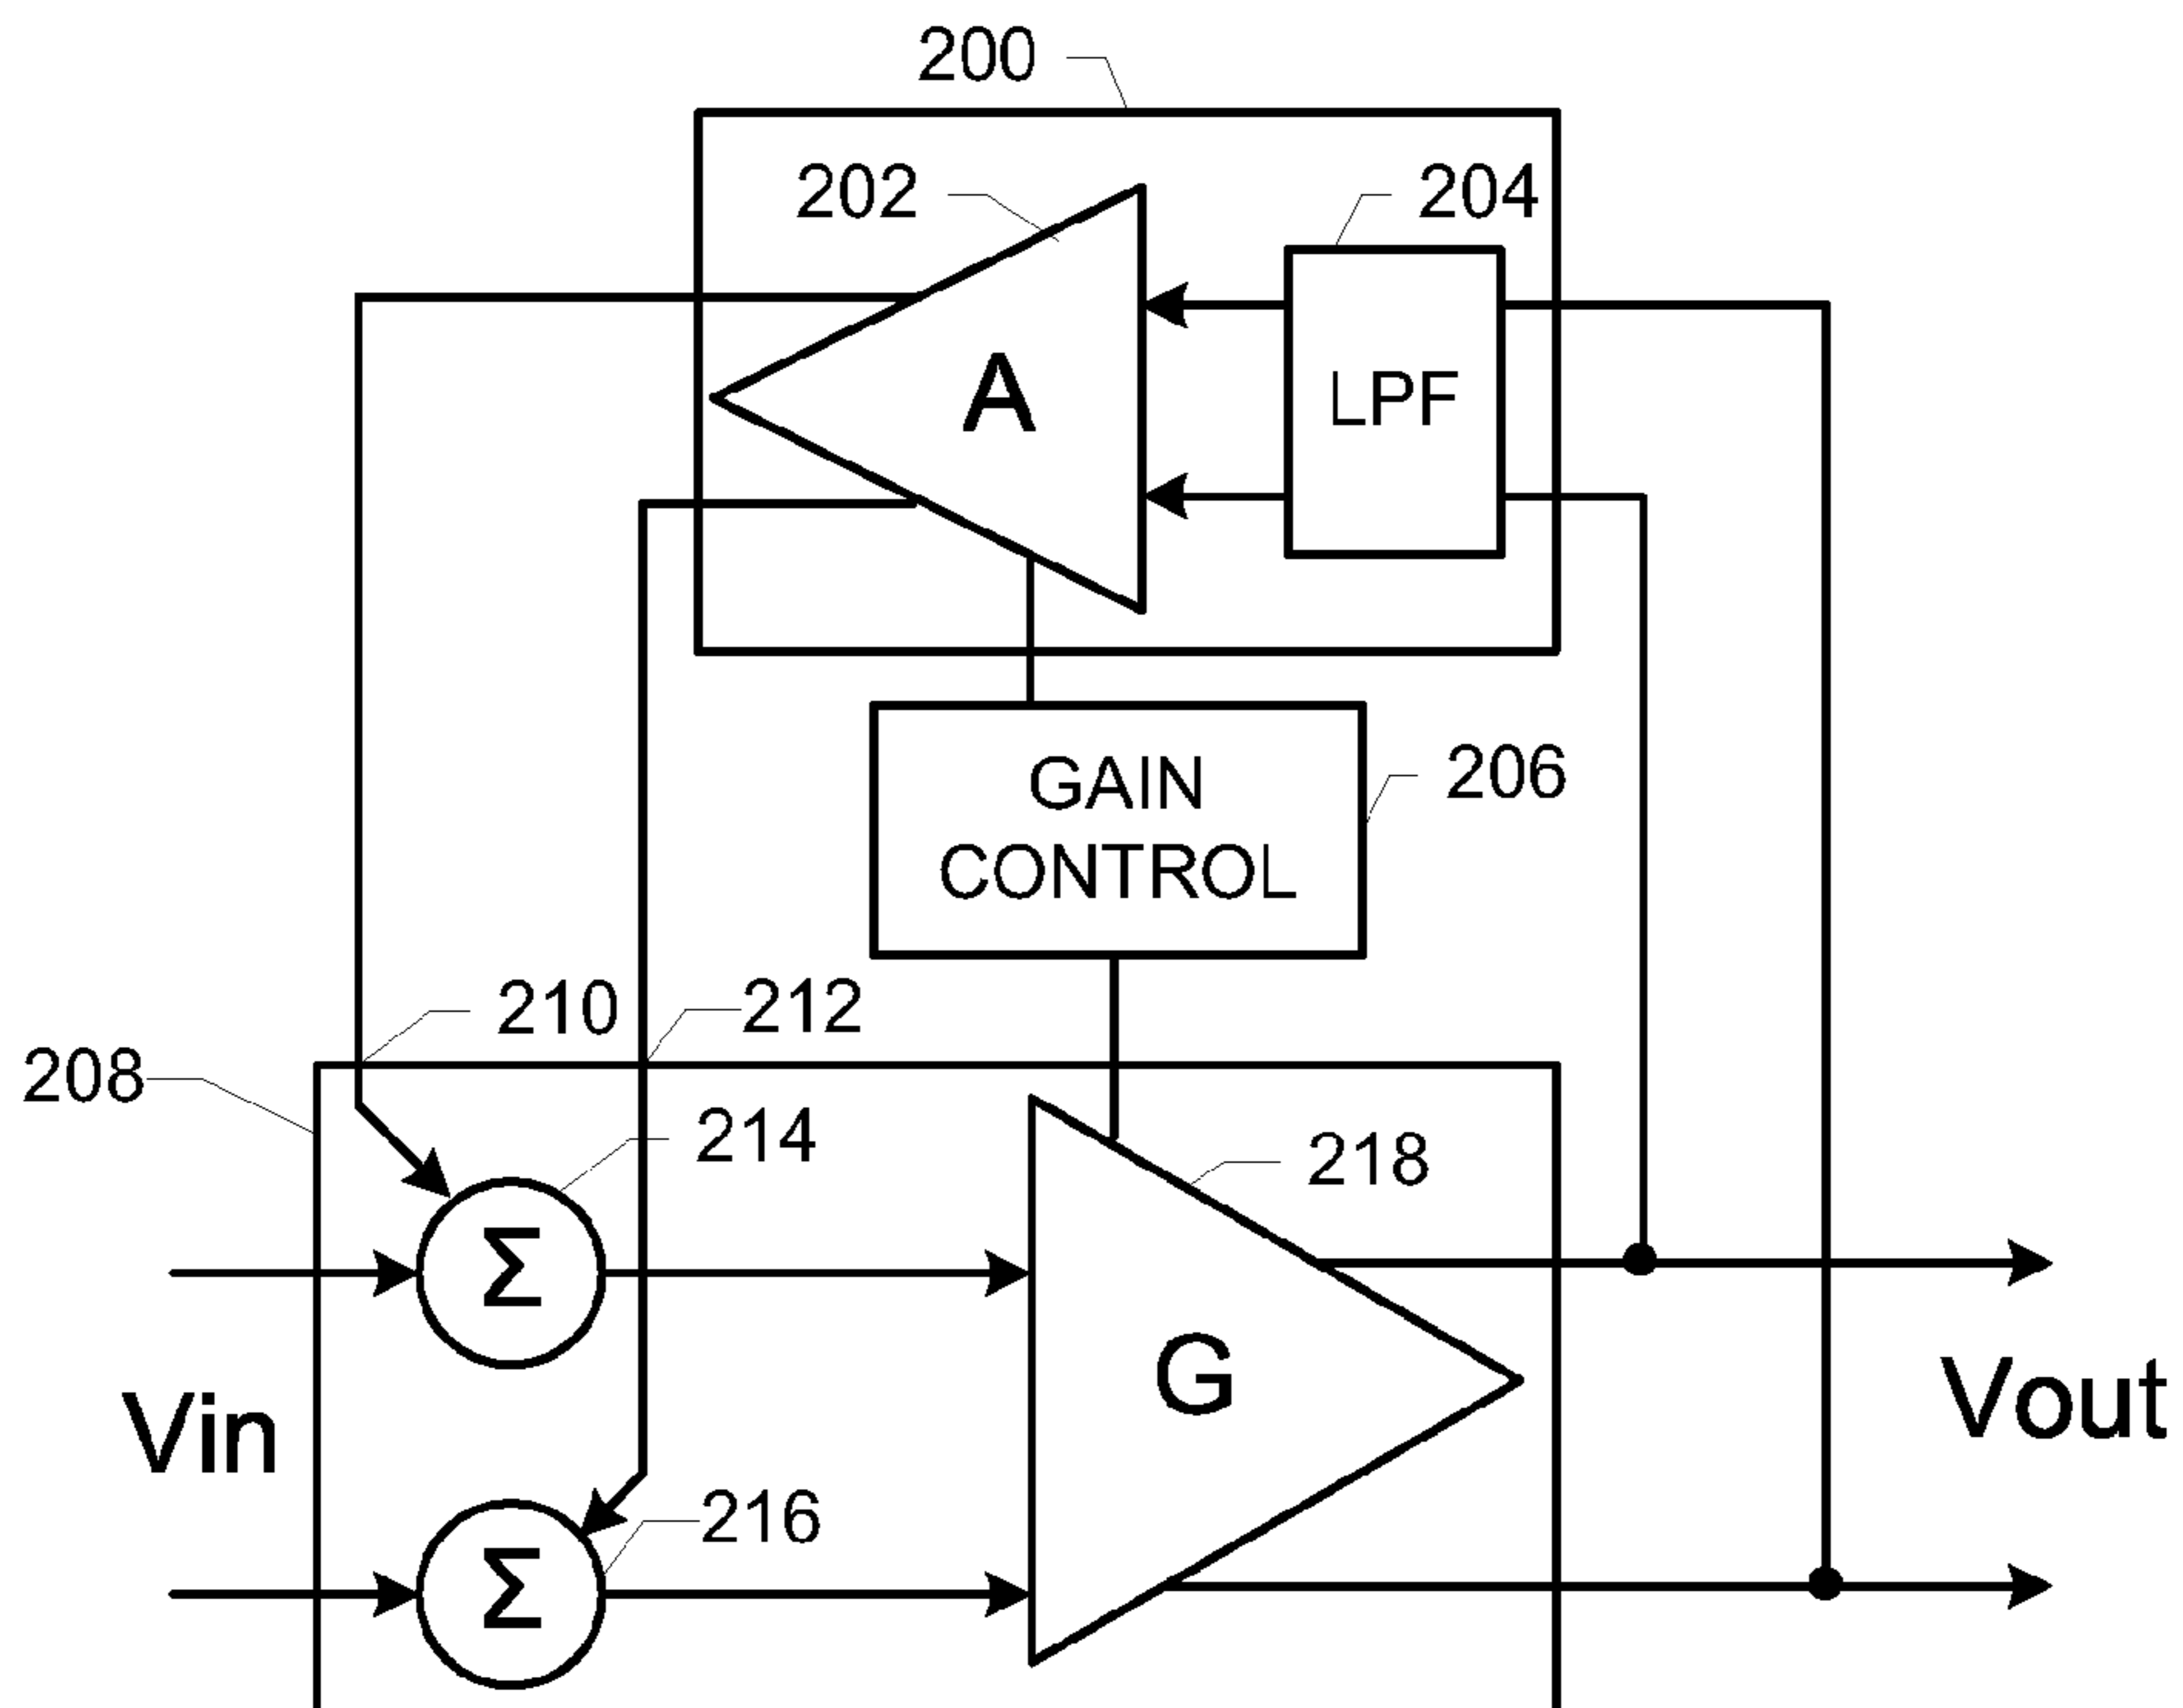 200
202
204
A
LPF
GAIN
CONTROL
206
210
212
208
214
218
Σ
G
Vin
Vout
216
Σ